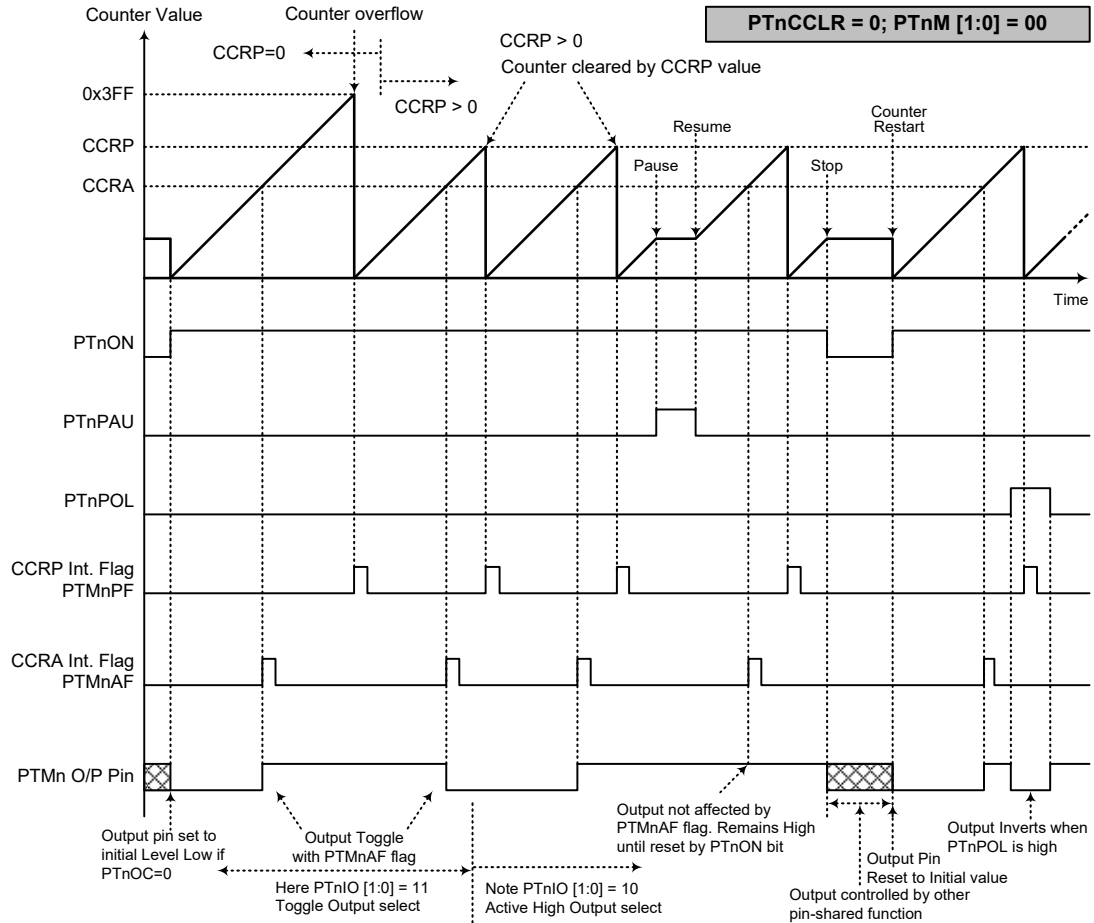 Counter Value
Counter overflow
PTnCCLR = 0; PTnM [1:0] = 00
CCRP=0
CCRP > 0
CCRP > 0
Counter cleared by CCRP value
0x3FF
CCRP
CCRA
Pause
Resume
Stop
Counter
Restart
Time
PTnON
PTnPAU
PTnPOL
CCRP Int. Flag
PTMnPF
CCRA Int. Flag
PTMnAF
PTMn O/P Pin
Output pin set to
initial Level Low if
PTnOC=0
Output Toggle
with PTMnAF flag
Here PTnIO [1:0] = 11
Toggle Output select
Note PTnIO [1:0] = 10
Active High Output select
Output not affected by
PTMnAF flag. Remains High
until reset by PTnON bit
Output Pin
Reset to Initial value
Output controlled by other
pin-shared function
Output Inverts when
PTnPOL is high